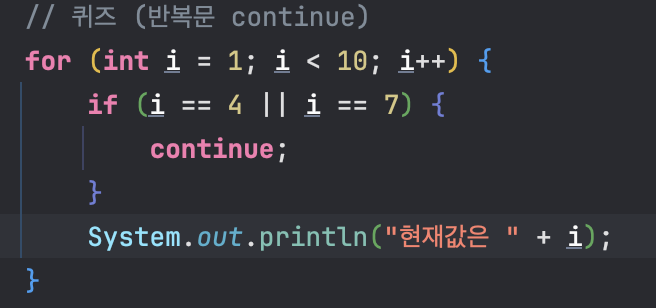 // 퀴즈 (반복문 continue)
for (int i = 1; i < 10; i++) {
    if (i == 4 || i == 7) {
        continue;
    }
    System.out.println("현재값은 " + i);
}